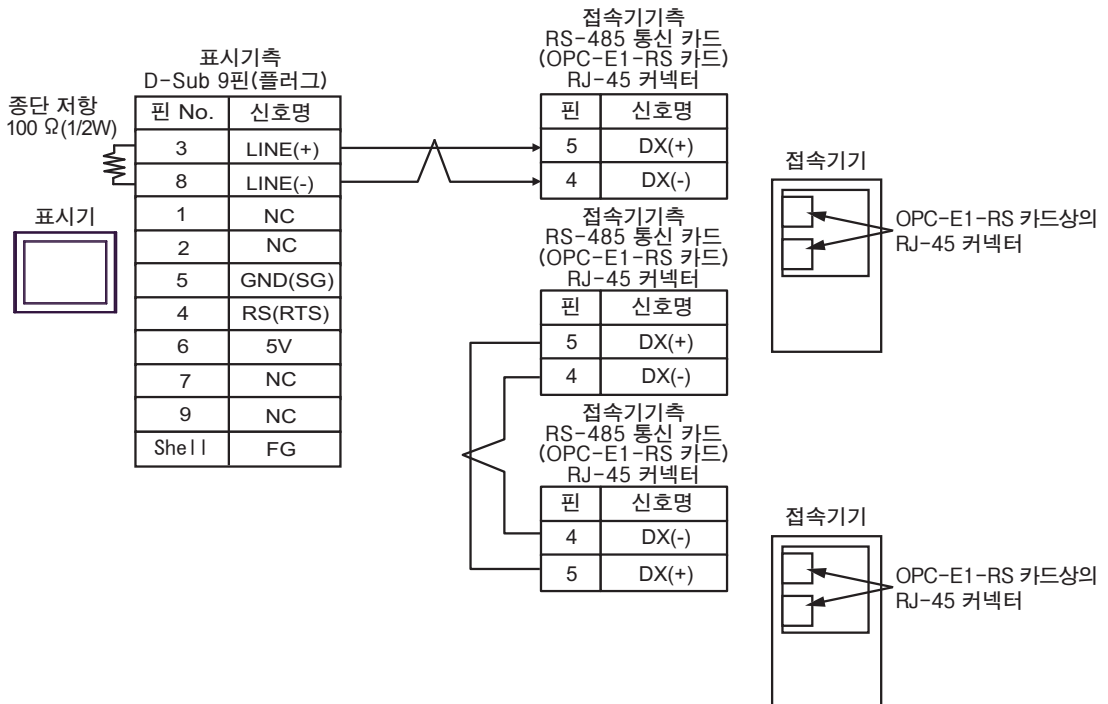 표시기측
D-Sub 9핀(플러그)
종단 저항
100 Ω(1/2W)
핀 No. 신호명
3 LINE(+)
8 LINE(-)
1 NC
2 NC
5 GND(SG)
4 RS(RTS)
6 5V
7 NC
9 NC
Shell FG
표시기
접속기기측
RS-485 통신 카드
(OPC-E1-RS 카드)
RJ-45 커넥터
핀 신호명
5 DX(+)
4 DX(-)
접속기기측
RS-485 통신 카드
(OPC-E1-RS 카드)
RJ-45 커넥터
핀 신호명
5 DX(+)
4 DX(-)
접속기기측
RS-485 통신 카드
(OPC-E1-RS 카드)
RJ-45 커넥터
핀 신호명
4 DX(-)
5 DX(+)
접속기기
OPC-E1-RS 카드상의
RJ-45 커넥터
접속기기
OPC-E1-RS 카드상의
RJ-45 커넥터